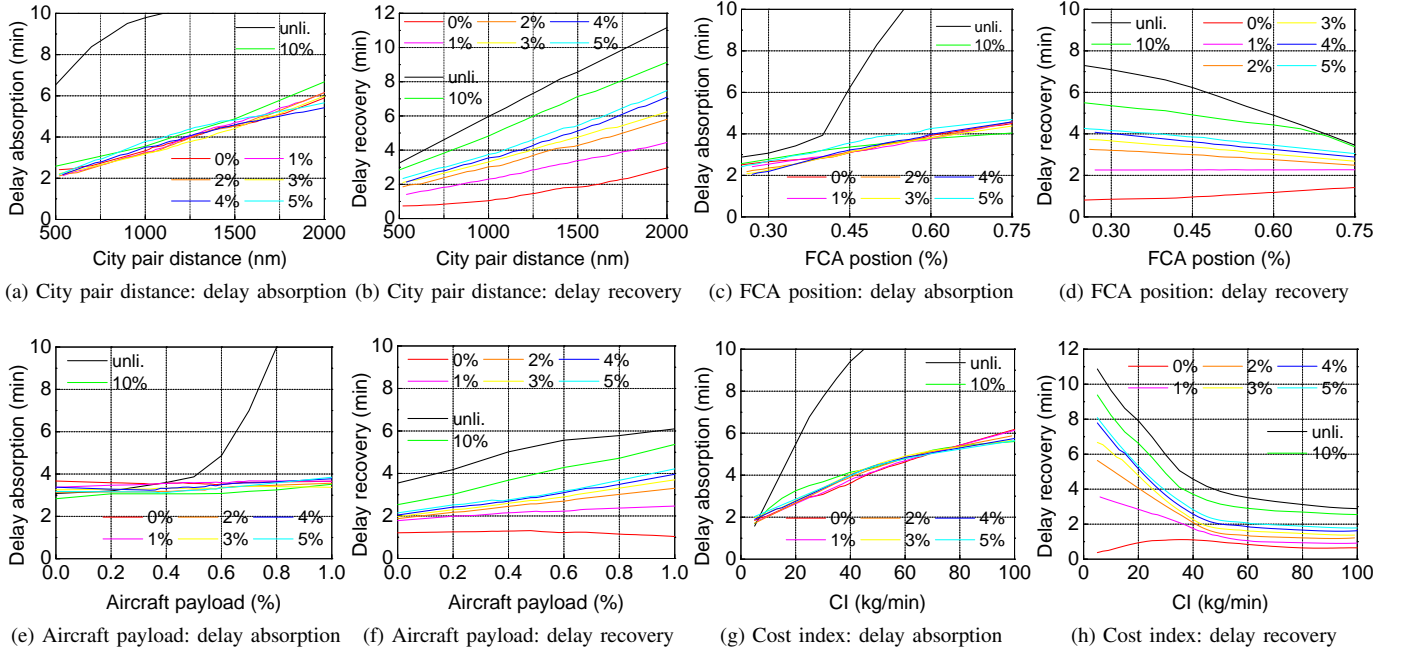 Delay absorption (min)
10
8
6
4
2
0
unli.
10%
0% 1%
2% 3%
4% 5%
500 1000 1500 2000
City pair distance (nm)
(a) City pair distance: delay absorption
Delay recovery (min)
12
10
8
6
4
2
0
0% 2% 4%
1% 3% 5%
unli.
10%
500 1000 1500 2000
City pair distance (nm)
(b) City pair distance: delay recovery
Delay absorption (min)
10
8
6
4
2
0
unli.
10%
0% 2% 4%
1% 3% 5%
0.30 0.45 0.60 0.75
FCA postion (%)
(c) FCA position: delay absorption
Delay recovery (min)
10
8
6
4
2
0
unli. 0% 3%
10% 1% 4%
2% 5%
0.30 0.45 0.60 0.75
FCA position (%)
(d) FCA position: delay recovery
Delay absorption (min)
10
8
6
4
2
0
unli.
10%
0% 2% 4%
1% 3% 5%
0.0 0.2 0.4 0.6 0.8 1.0
Aircraft payload (%)
(e) Aircraft payload: delay absorption
Delay recovery (min)
10
8
6
4
2
0
0% 2% 4%
1% 3% 5%
unli.
10%
0.0 0.2 0.4 0.6 0.8 1.0
Aircraft payload (%)
(f) Aircraft payload: delay recovery
Delay absorption (min)
10
8
6
4
2
0
unli.
10%
0% 2% 4%
1% 3% 5%
0 20 40 60 80 100
CI (kg/min)
(g) Cost index: delay absorption
Delay recovery (min)
12
10
8
6
4
2
0
0% 2% 4%
1% 3% 5%
unli.
10%
0 20 40 60 80 100
CI (kg/min)
(h) Cost index: delay recovery